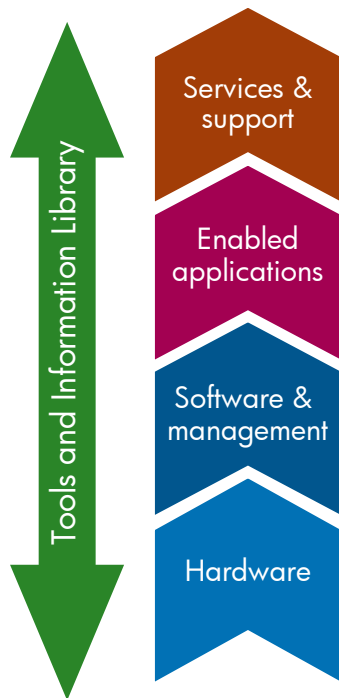 Tools and Information Library
Services &
support
Enabled
applications
Software &
management
Hardware